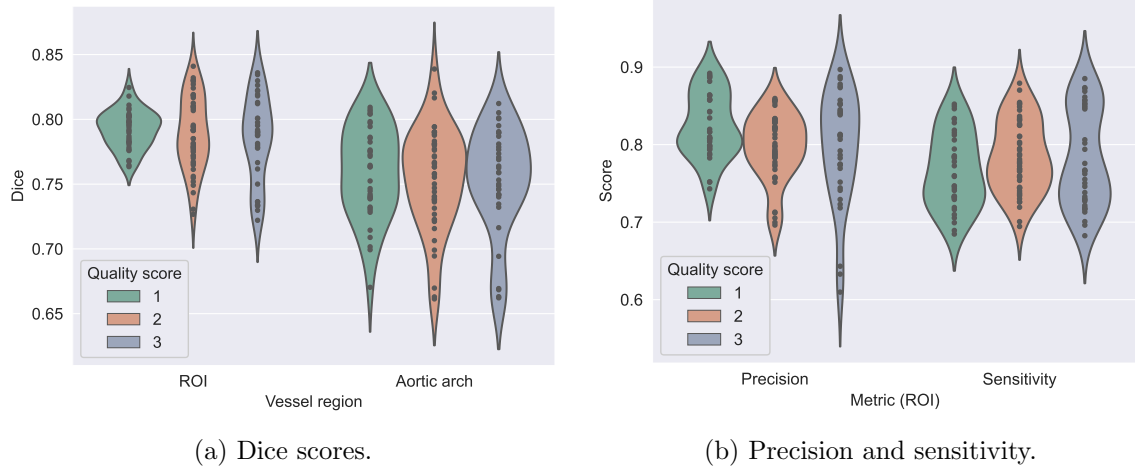 0.85
0.80
0.75
0.70
0.65
Dice
Quality score
1
2
3
ROI
Aortic arch
Vessel region
(a) Dice scores.
0.9
0.8
0.7
0.6
Score
Quality score
1
2
3
Precision
Sensitivity
Metric (ROI)
(b) Precision and sensitivity.